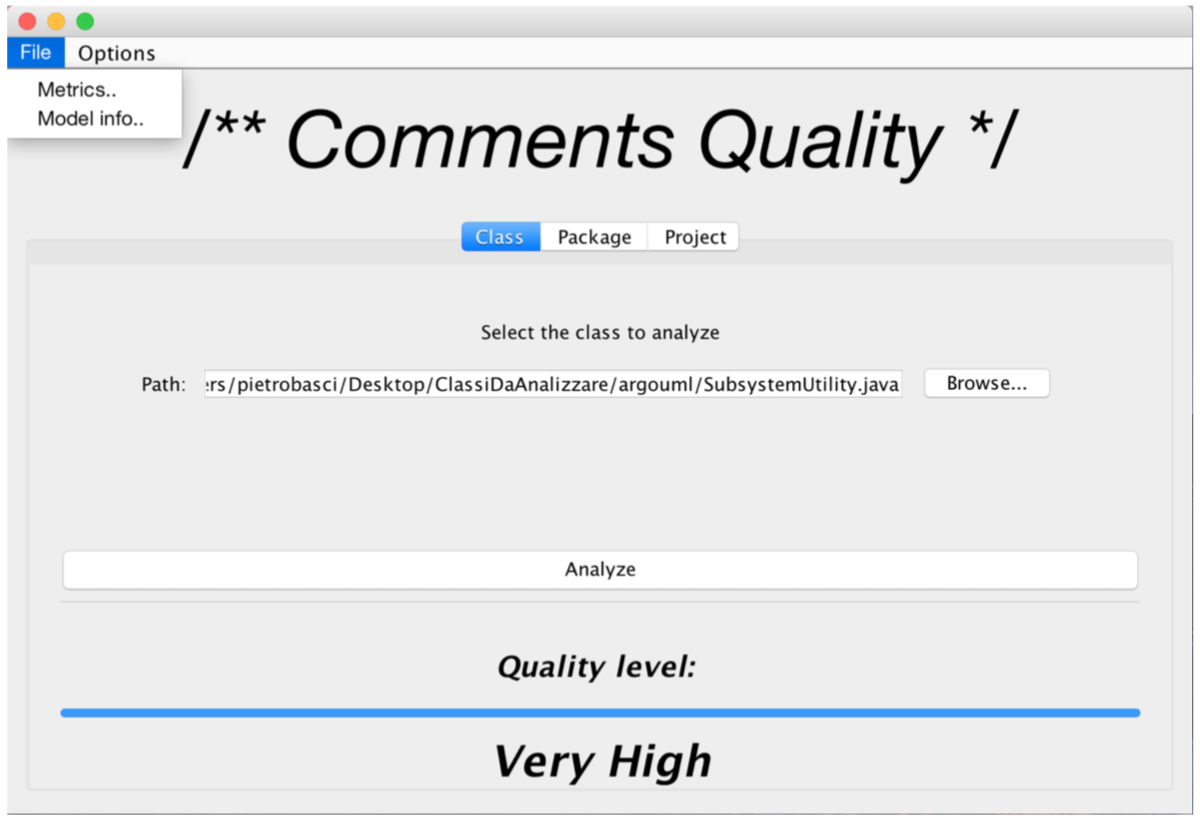 File Options
Metrics..
Model info..
/** Comments Quality */
Class Package Project
Select the class to analyze
Path: ers/pietrobasci/Desktop/ClassiDaAnalizzare/argouml/SubsystemUtility.java Browse...
Analyze
Quality level:
Very High